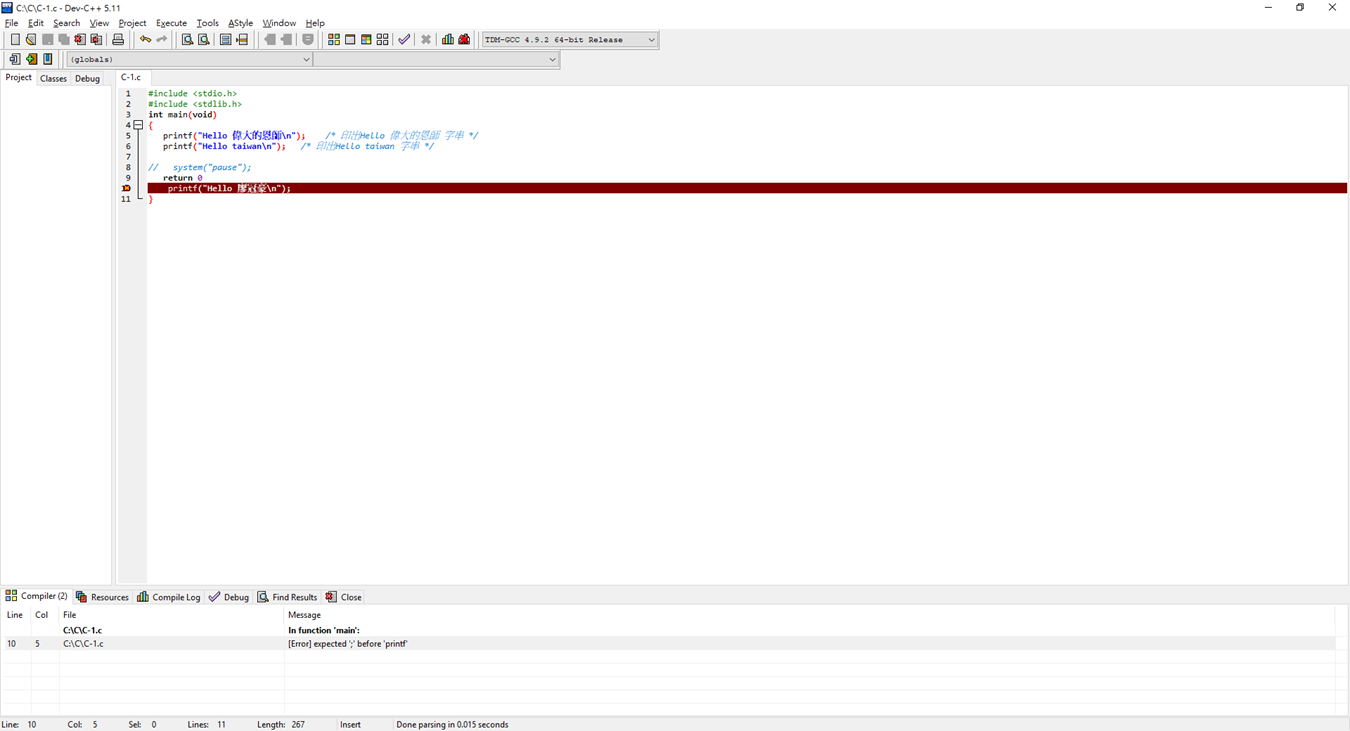 C:\C\C-1.c - Dev-C++ 5.11
File Edit Search View Project Execute Tools AStyle Window Help
TDM-GCC 4.9.2 64-bit Release
(globals)
Project Classes Debug C-1.c
1 #include <stdio.h>
2 #include <stdlib.h>
3 int main(void)
4 {
5 printf("Hello 偉大的恩師\n"); /* 印出Hello 偉大的恩師 字串 */
6 printf("Hello taiwan\n"); /* 印出Hello taiwan 字串 */
7
8 // system("pause");
9 return 0
10 printf("Hello 廖冠豪\n");
11 }
Compiler (2) Resources Compile Log Debug Find Results Close
Line Col File Message
C:\C\C-1.c In function 'main':
10 5 C:\C\C-1.c [Error] expected ';' before 'printf'
Line: 10 Col: 5 Sel: 0 Lines: 11 Length: 267 Insert Done parsing in 0.015 seconds